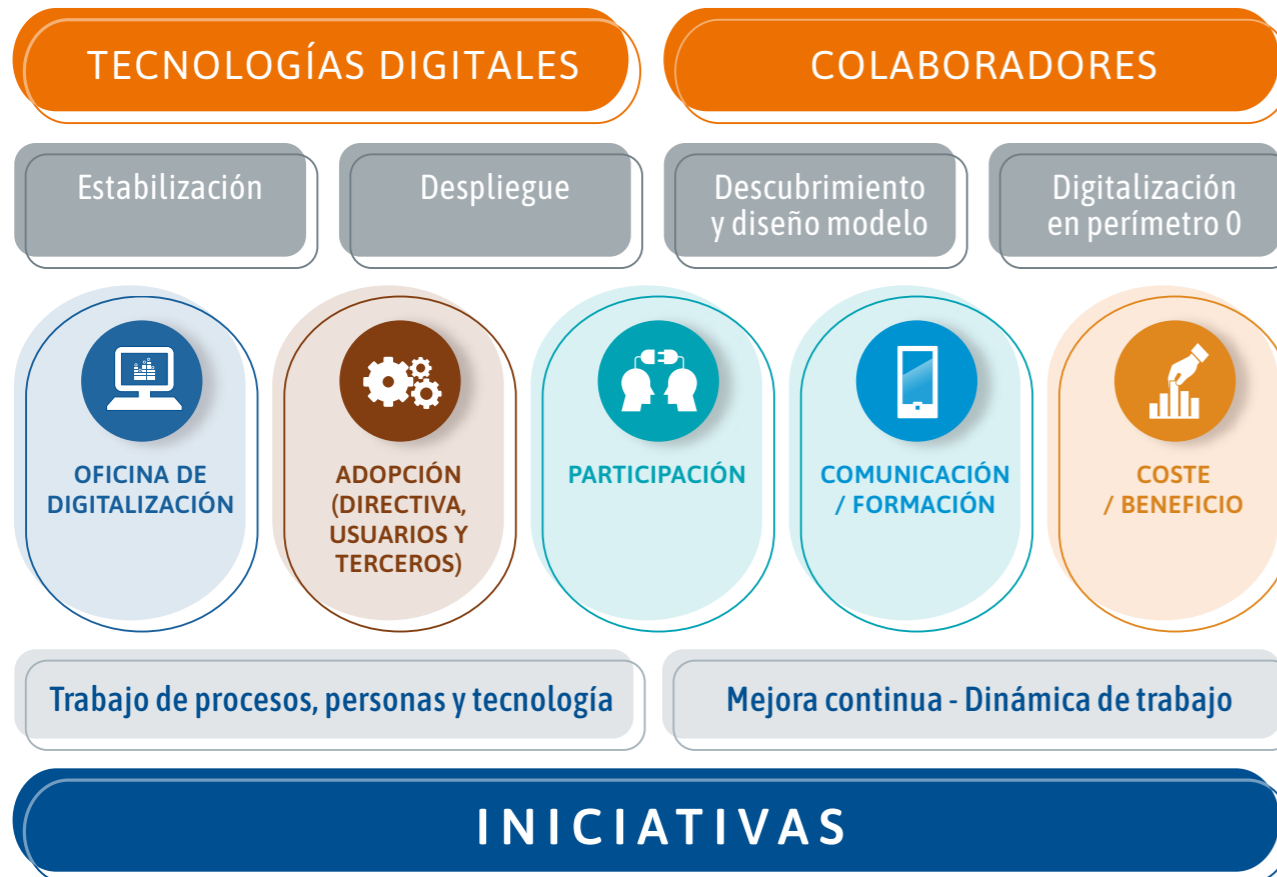 TECNOLOGÍAS DIGITALES
COLABORADORES
Estabilización
Despliegue
Descubrimiento
y diseño modelo
Digitalización
en perímetro 0
OFICINA DE
DIGITALIZACIÓN
ADOPCIÓN
(DIRECTIVA,
USUARIOS Y
TERCEROS)
PARTICIPACIÓN
COMUNICACIÓN
/ FORMACIÓN
COSTE
/ BENEFICIO
Trabajo de procesos, personas y tecnología
Mejora continua - Dinámica de trabajo
INICIATIVAS